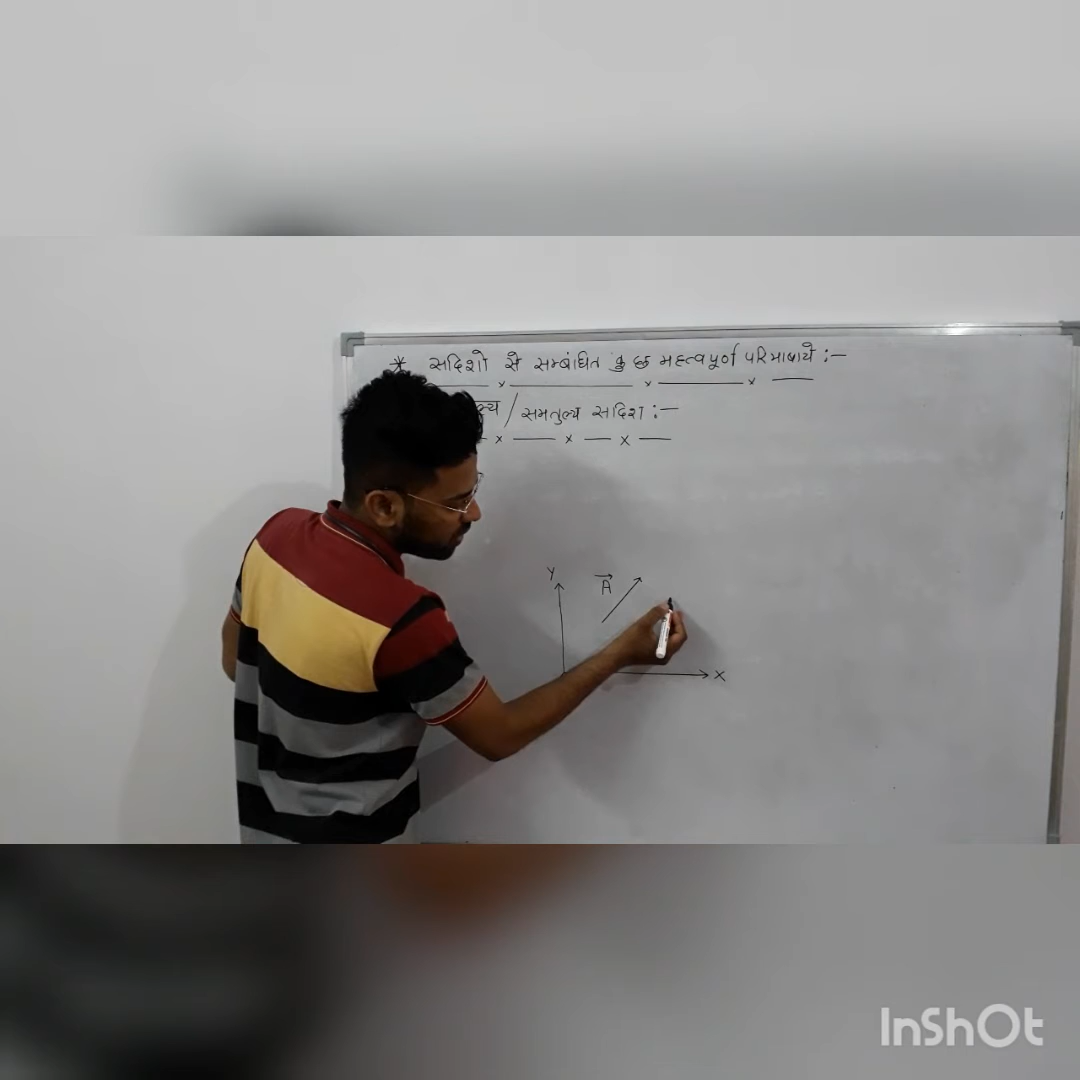 * सदिशो से सम्बंधित कुछ महत्वपूर्ण परिभाषाये :-
/ समतुल्य सदिश :-
Y
A
X
InShOt